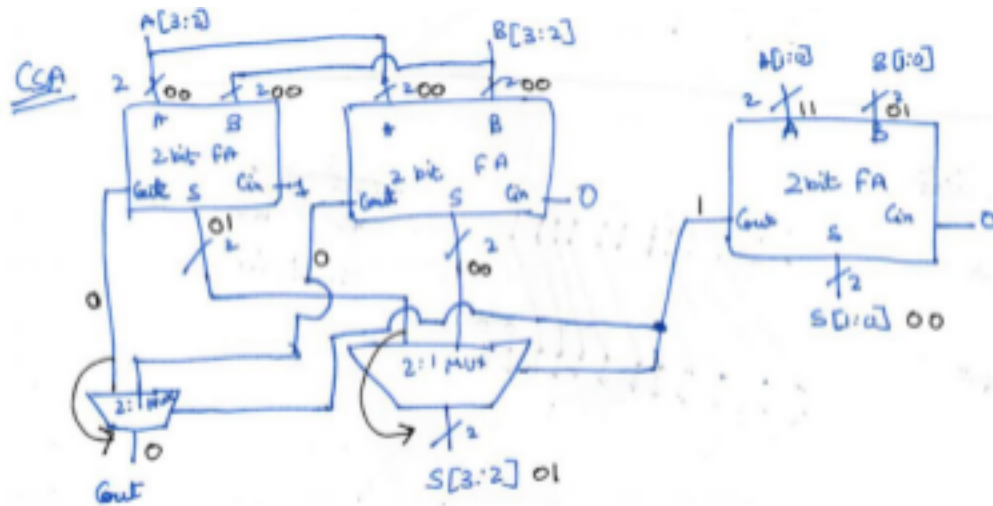 CSA
A[3:2]
B[3:2]
A[1:0]
B[1:0]
2
00
2
00
2
00
2
00
2
11
2
01
A
B
2 bit FA
Cout
S
Cin
1
A
B
2 bit FA
Cout
S
Cin
0
A
B
2 bit FA
1
Cout
S
Cin
0
01
2
0
2
00
0
2
S[1:0] 00
2:1 MUX
2:1 MUX
0
Cout
2
S[3:2] 01